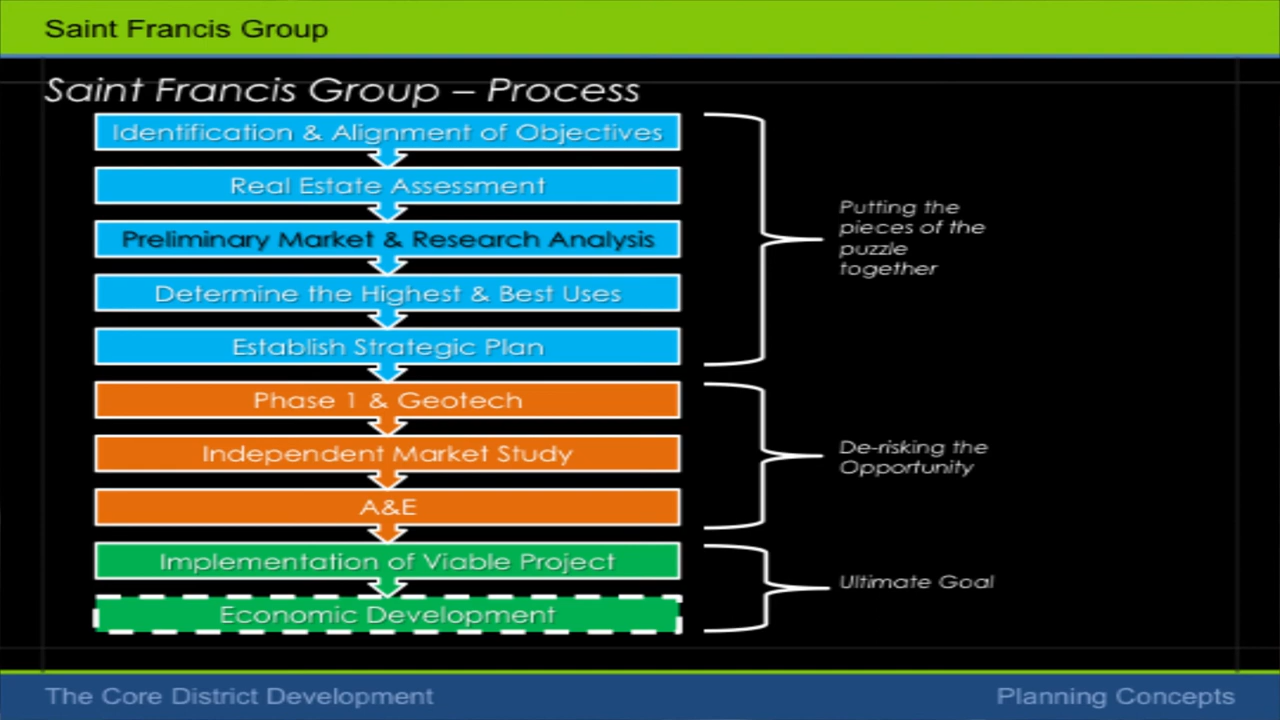 Saint Francis Group
Saint Francis Group – Process
Identification & Alignment of Objectives
Real Estate Assessment
Preliminary Market & Research Analysis
Determine the Highest & Best Uses
Establish Strategic Plan
Putting the
pieces of the
puzzle
together
Phase 1 & Geotech
Independent Market Study
A&E
De-risking the
Opportunity
Implementation of Viable Project
Economic Development
Ultimate Goal
The Core District Development
Planning Concepts